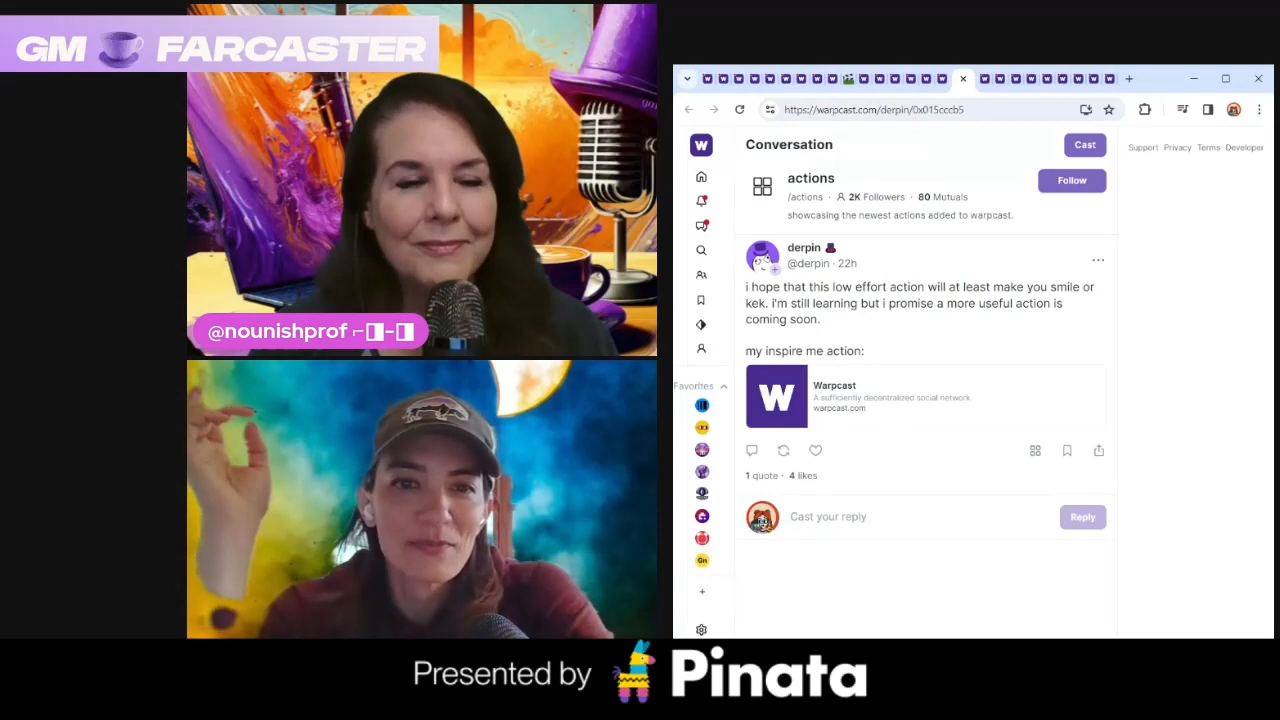 GM FARCASTER
@nounishprof ⌐◨-◨
https://warpcast.com/derpin/0x015cccb5
W
Conversation
Cast
Support Privacy Terms Developer
actions
/actions · 2K Followers · 80 Mutuals
showcasing the newest actions added to warpcast.
Follow
derpin
@derpin · 22h
i hope that this low effort action will at least make you smile or
kek. i'm still learning but i promise a more useful action is
coming soon.
my inspire me action:
W
Warpcast
A sufficiently decentralized social network
warpcast.com
1 quote · 4 likes
Cast your reply
Reply
Favorites
Gn
Presented by Pinata